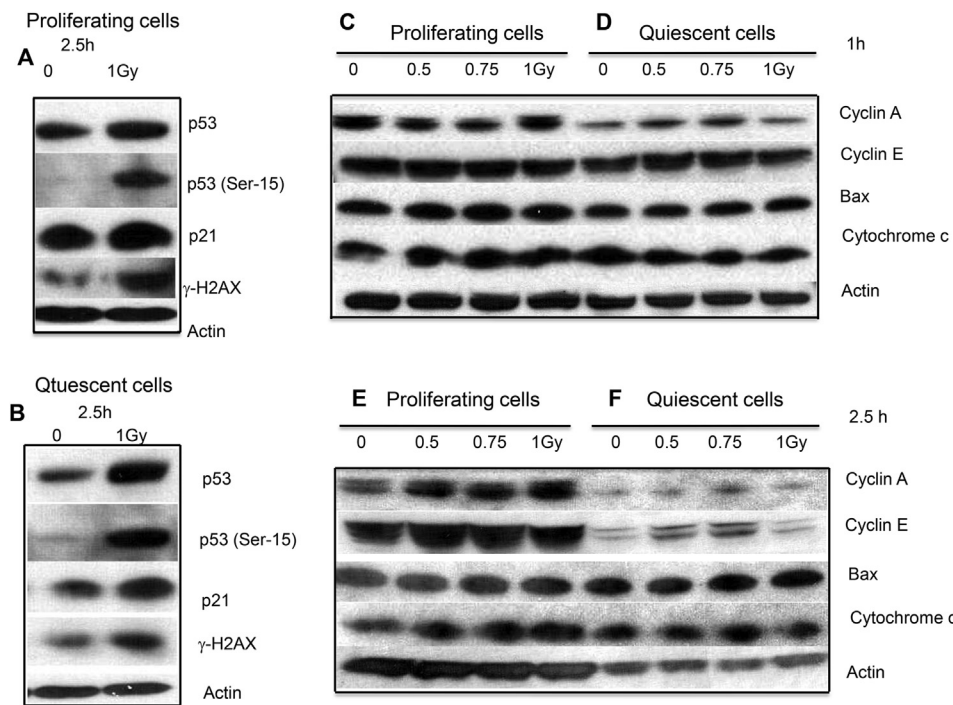 Proliferating cells
A
2.5h
0 1Gy
p53
p53 (Ser-15)
p21
γ-H2AX
Actin
Qtuescent cells
B
2.5h
0 1Gy
p53
p53 (Ser-15)
p21
γ-H2AX
Actin
C D
Proliferating cells Quiescent cells
1h
0 0.5 0.75 1Gy 0 0.5 0.75 1Gy
Cyclin A
Cyclin E
Bax
Cytochrome c
Actin
E F
Proliferating cells Quiescent cells
2.5 h
0 0.5 0.75 1Gy 0 0.5 0.75 1Gy
Cyclin A
Cyclin E
Bax
Cytochrome c
Actin